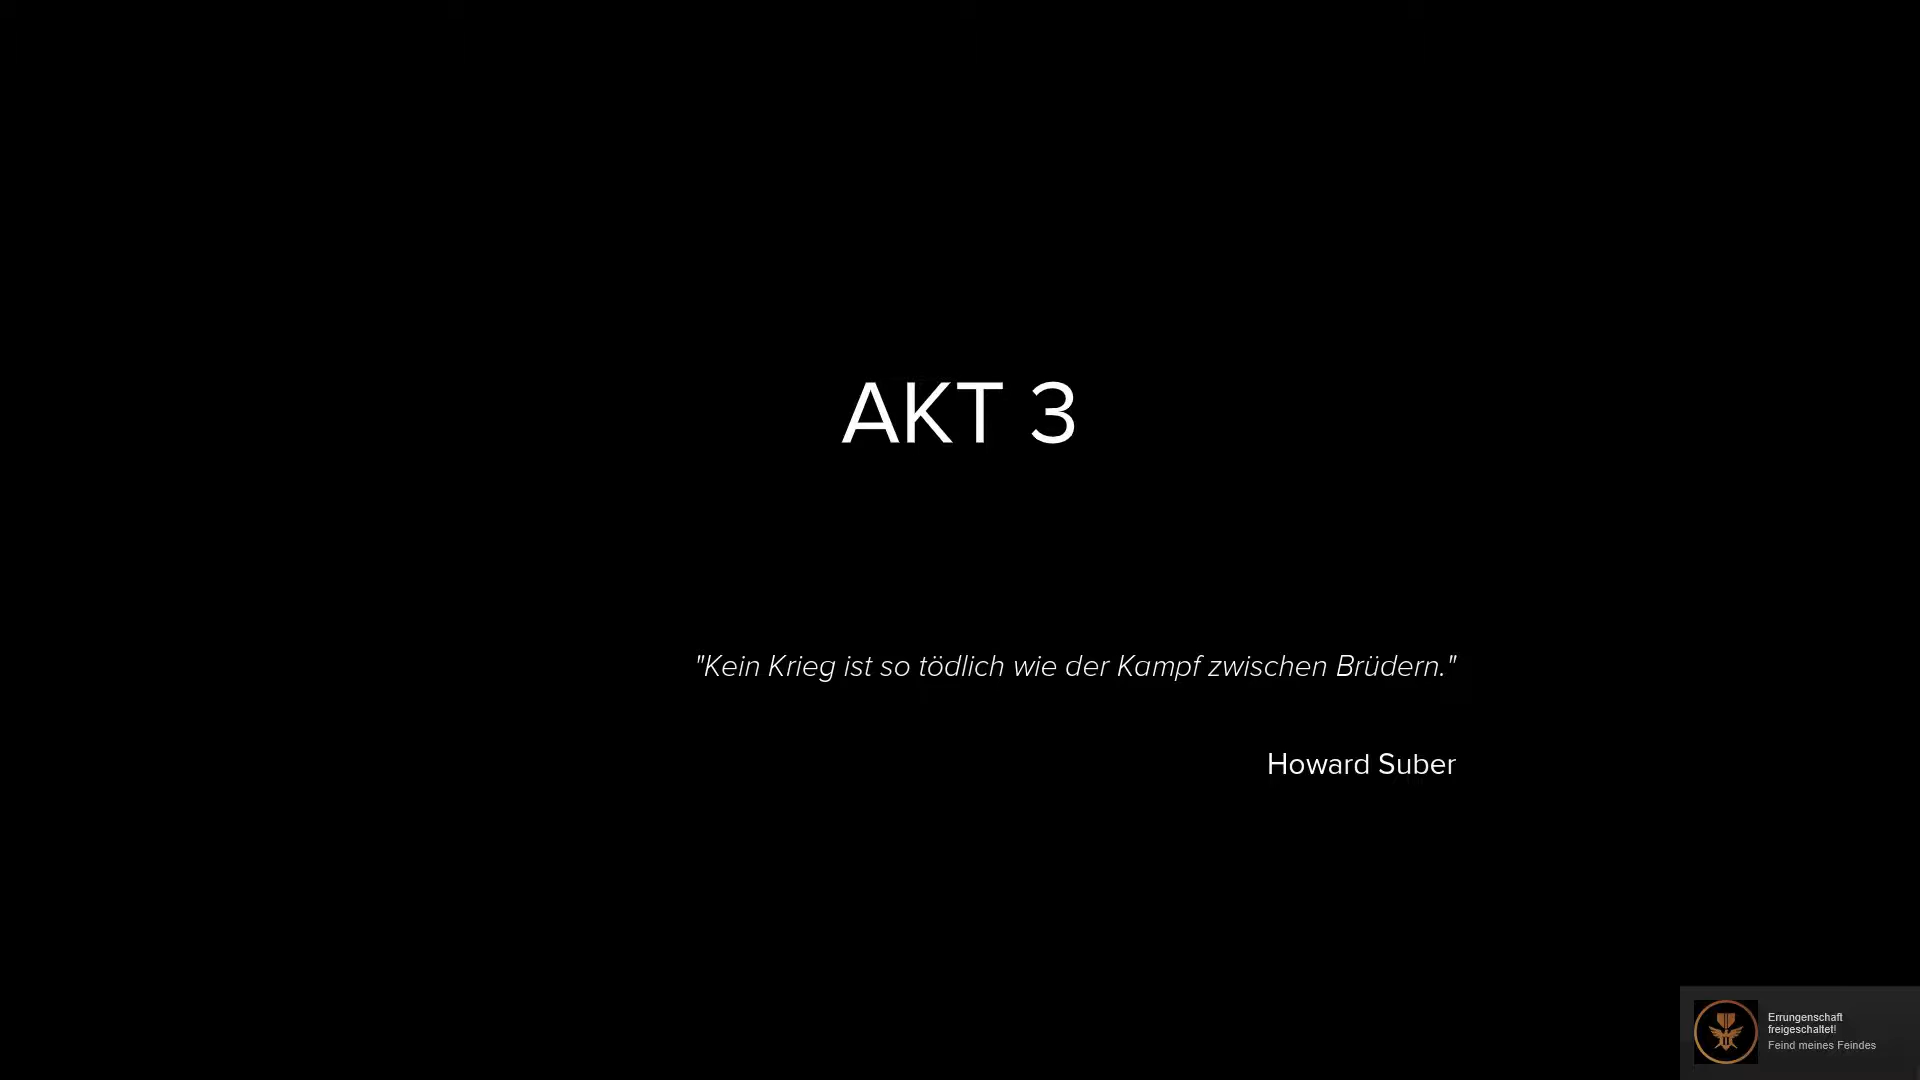 AKT 3
"Kein Krieg ist so tödlich wie der Kampf zwischen Brüdern."
Howard Suber
Errungenschaft
freigeschaltet!
Feind meines Feindes